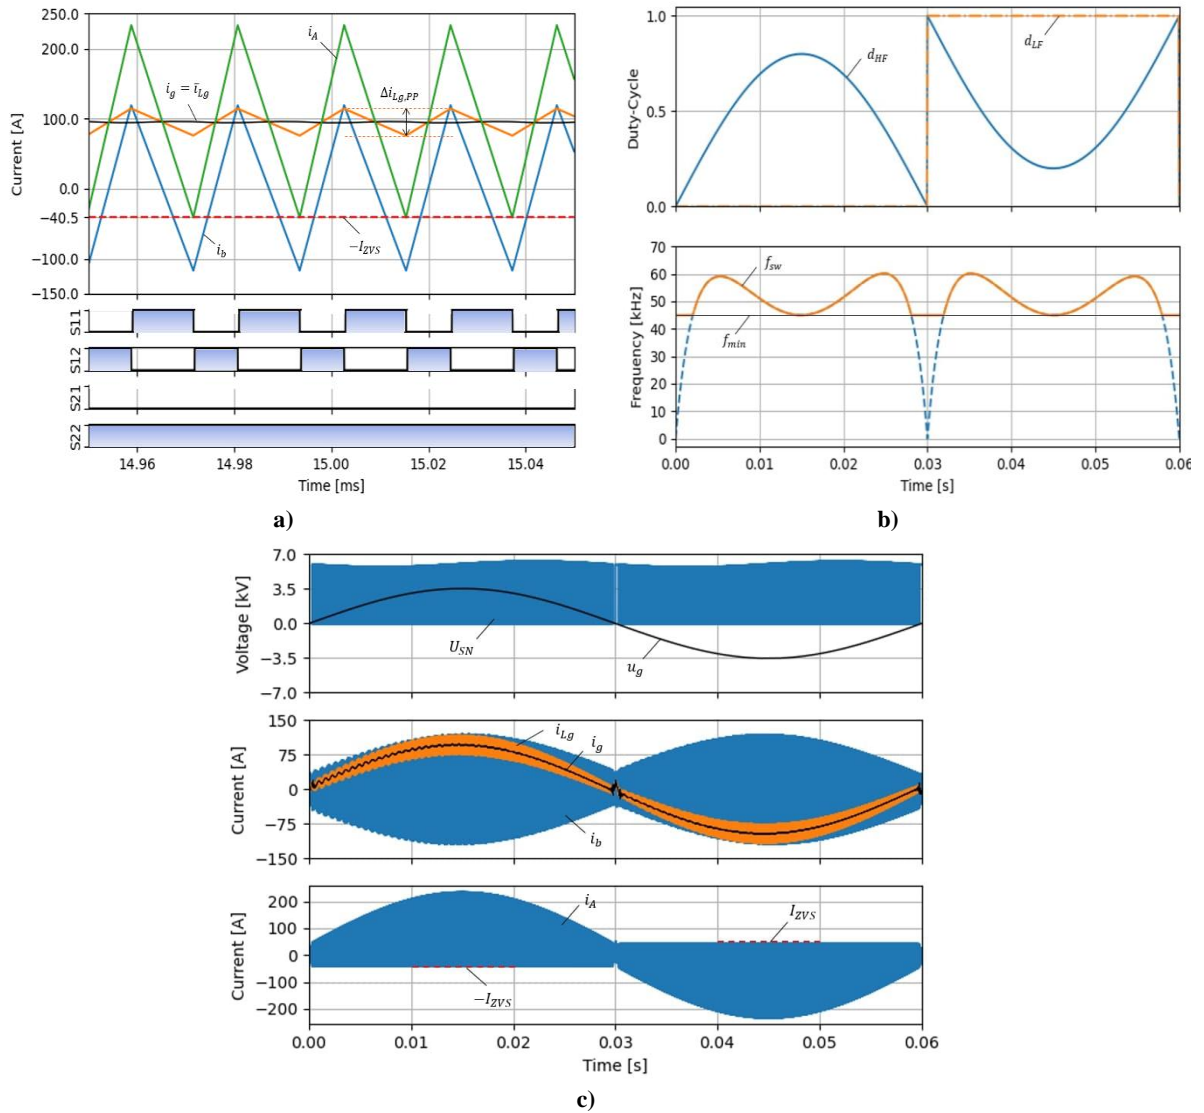 250.0
200.0
100.0
0.0
−40.5
−100.0
−150.0
Current [A]
i_A
i_g = i̅_Lg
Δi_Lg,PP
−I_ZVS
i_b
S11
S12
S21
S22
14.96 14.98 15.00 15.02 15.04
Time [ms]
a)
1.0
0.5
0.0
Duty-Cycle
d_HF
d_LF
70
60
50
40
30
20
10
0
Frequency [kHz]
f_sw
f_min
0.00 0.01 0.02 0.03 0.04 0.05 0.06
Time [s]
b)
7.0
3.5
0.0
−3.5
−7.0
Voltage [kV]
U_SN
u_g
150
75
0
−75
−150
Current [A]
i_Lg
i_g
i_b
200
100
0
−100
−200
Current [A]
i_A
I_ZVS
−I_ZVS
0.00 0.01 0.02 0.03 0.04 0.05 0.06
Time [s]
c)